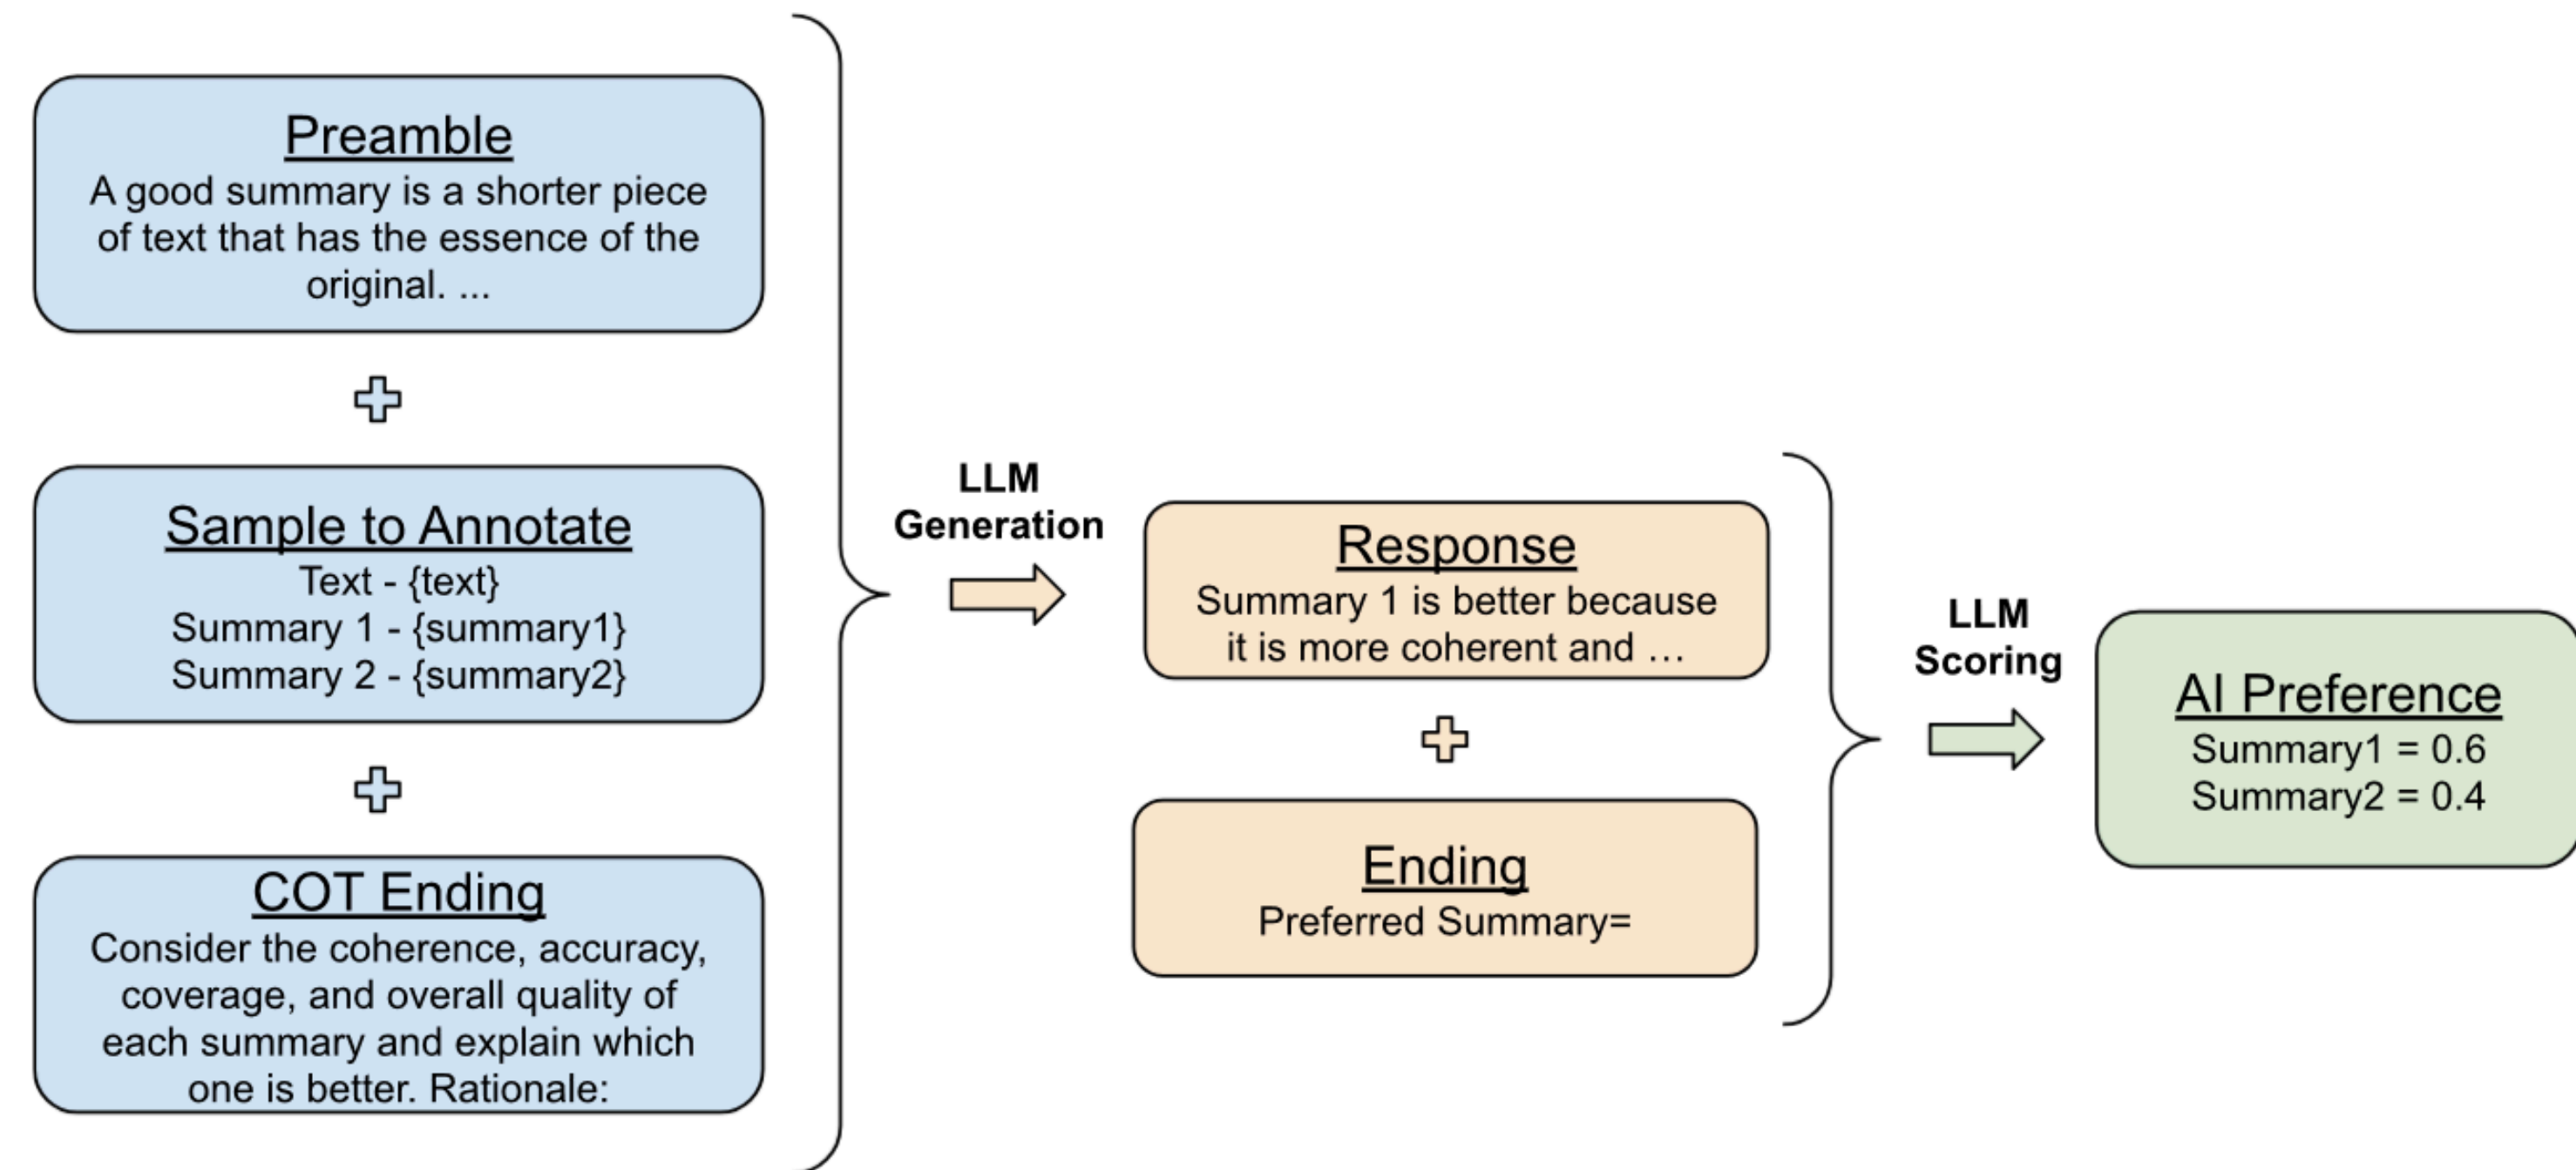 Preamble
A good summary is a shorter piece
of text that has the essence of the
original. ...
Sample to Annotate
Text - {text}
Summary 1 - {summary1}
Summary 2 - {summary2}
COT Ending
Consider the coherence, accuracy,
coverage, and overall quality of
each summary and explain which
one is better. Rationale:
LLM
Generation
Response
Summary 1 is better because
it is more coherent and …
Ending
Preferred Summary=
LLM
Scoring
AI Preference
Summary1 = 0.6
Summary2 = 0.4